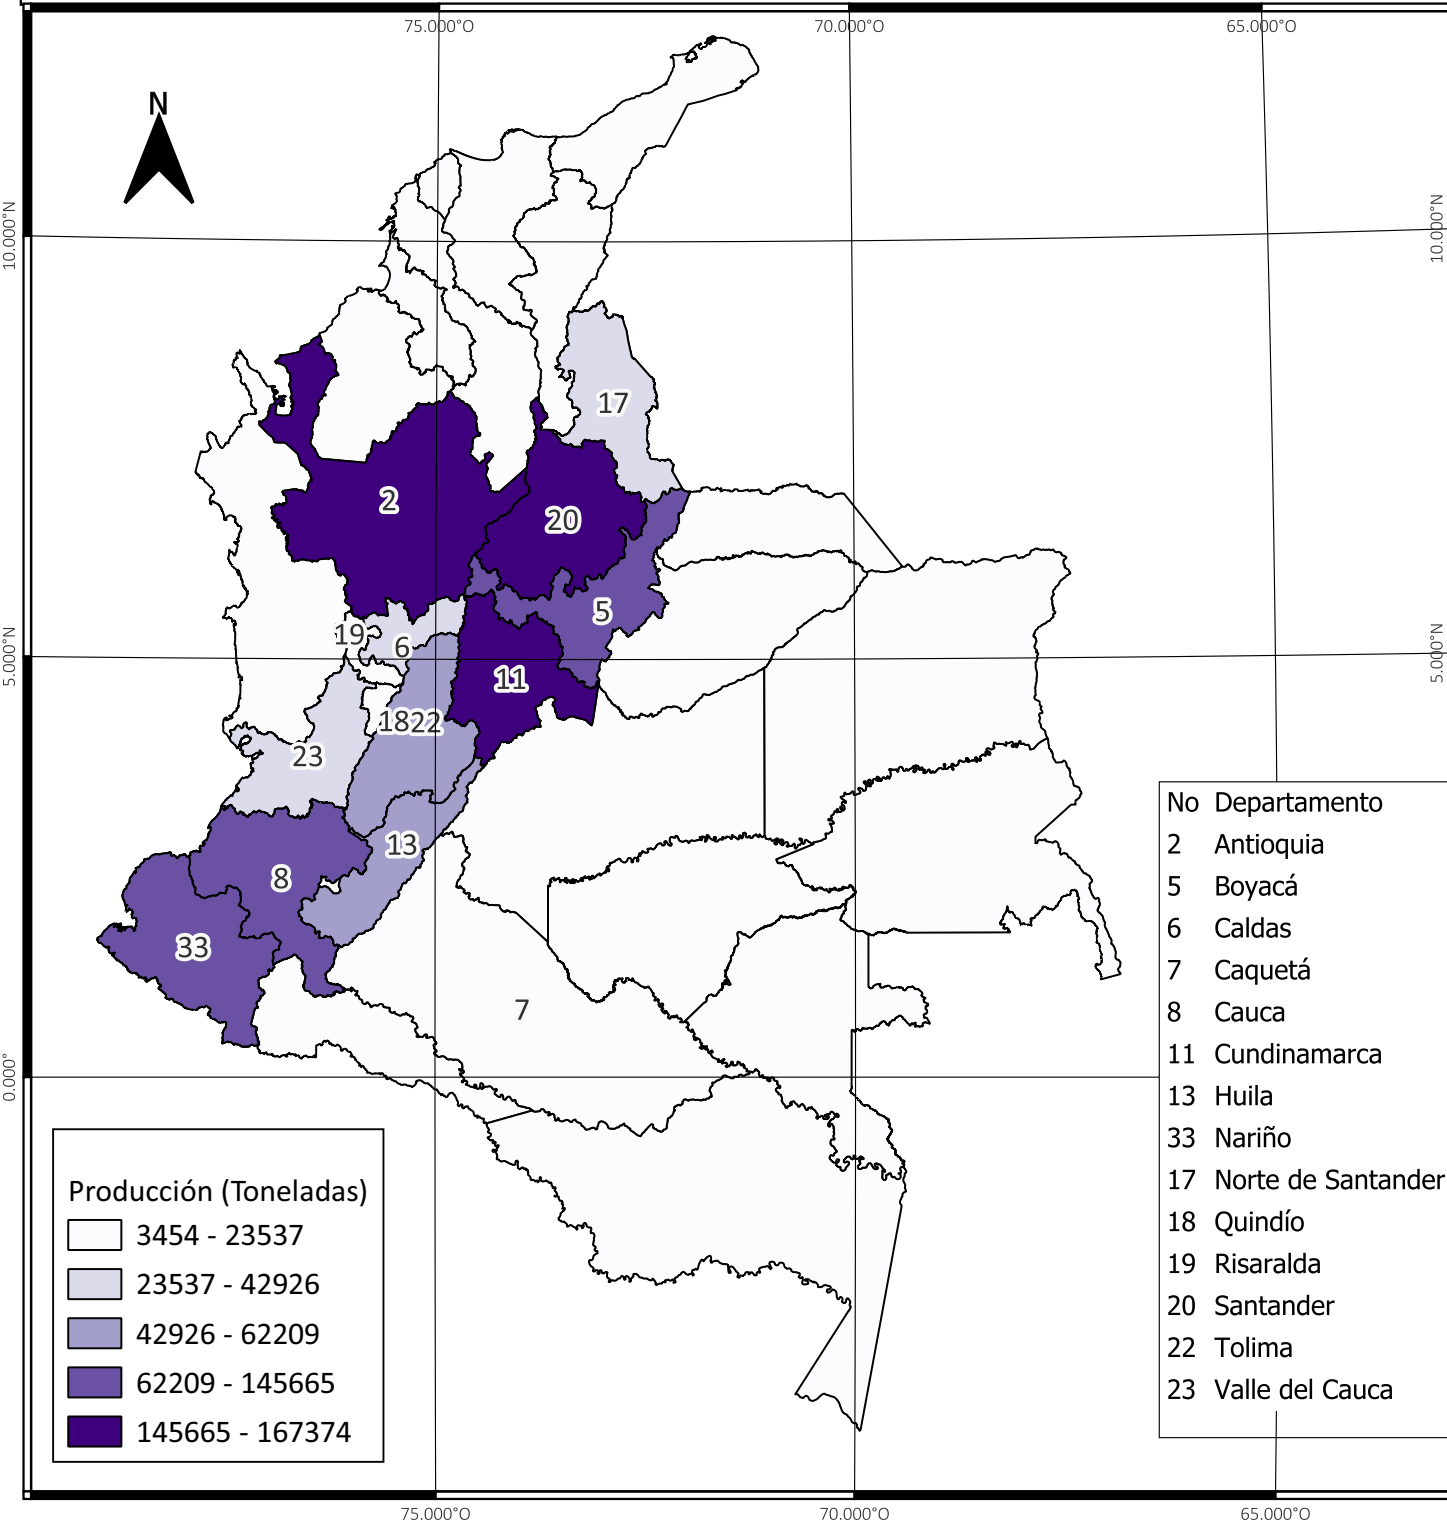 75.000°O
70.000°O
65.000°O
N
10.000°N
10.000°N
17
2
20
5
19
6
5.000°N
5.000°N
11
1822
23
13
8
33
7
0.000°
No Departamento
2 Antioquia
5 Boyacá
6 Caldas
7 Caquetá
8 Cauca
11 Cundinamarca
13 Huila
33 Nariño
17 Norte de Santander
18 Quindío
19 Risaralda
20 Santander
22 Tolima
23 Valle del Cauca
Producción (Toneladas)
3454 - 23537
23537 - 42926
42926 - 62209
62209 - 145665
145665 - 167374
75.000°O
70.000°O
65.000°O